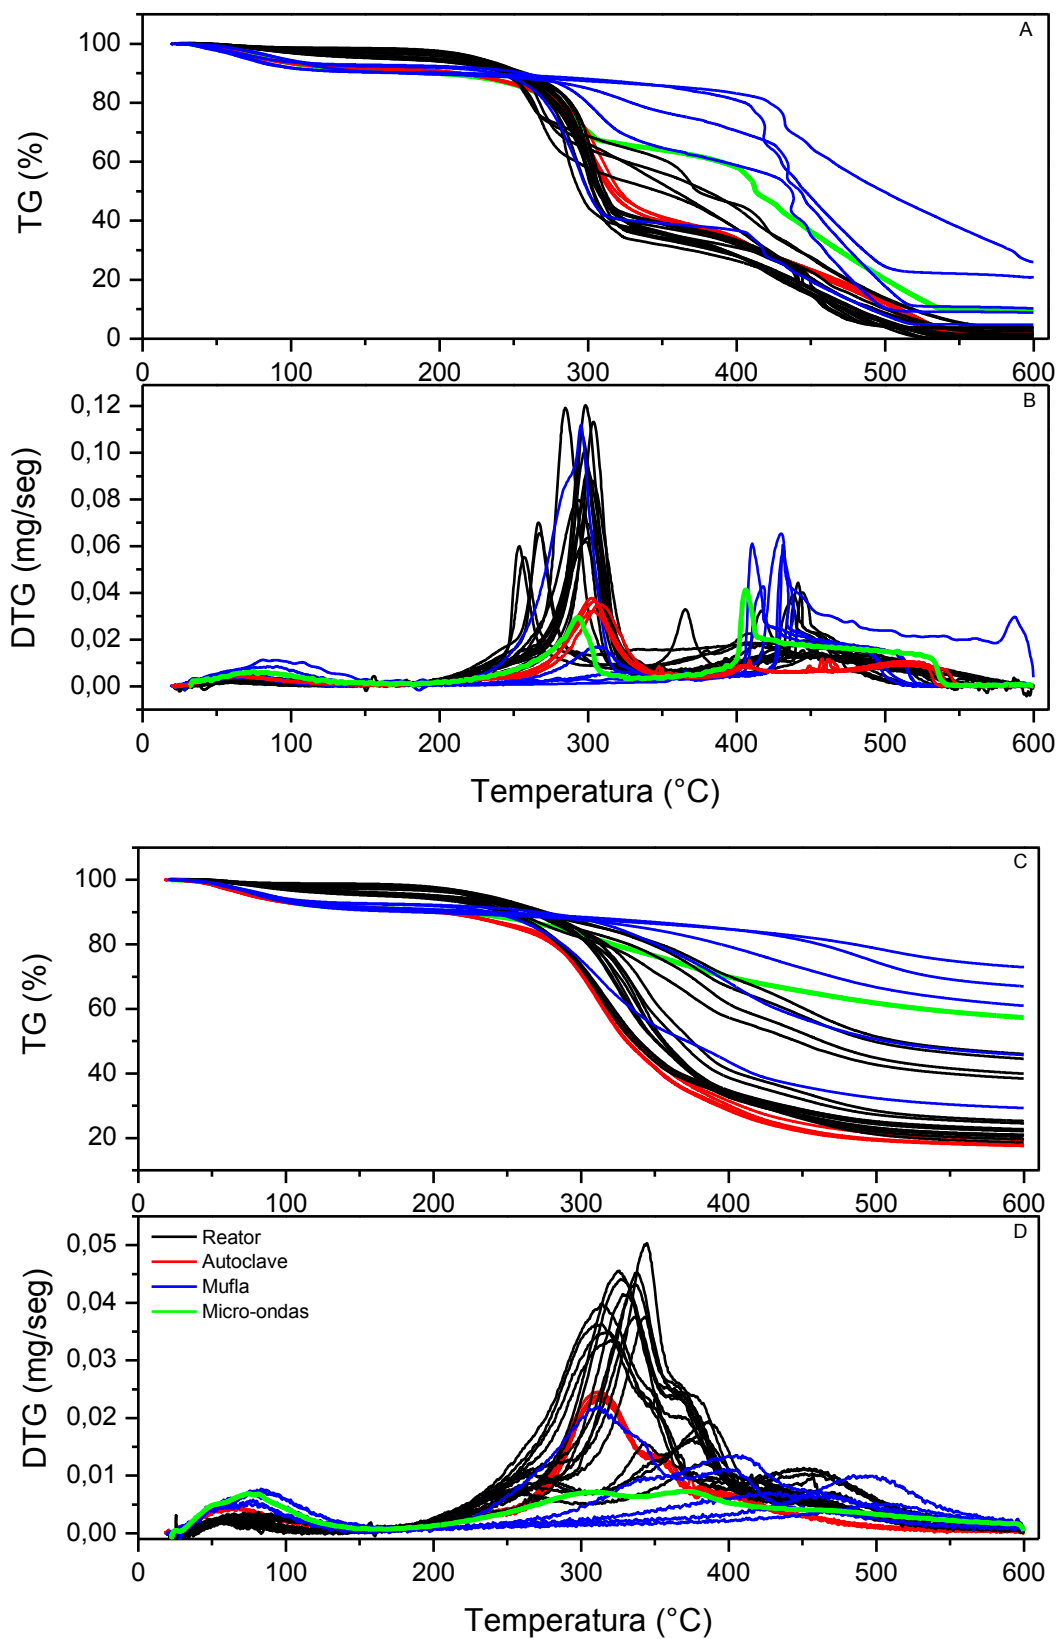 A
TG (%)
100
80
60
40
20
0
0 100 200 300 400 500 600
B
DTG (mg/seg)
0,12
0,10
0,08
0,06
0,04
0,02
0,00
0 100 200 300 400 500 600
Temperatura (°C)
C
TG (%)
100
80
60
40
20
0 100 200 300 400 500 600
D
DTG (mg/seg)
0,05
0,04
0,03
0,02
0,01
0,00
Reator
Autoclave
Mufla
Micro-ondas
0 100 200 300 400 500 600
Temperatura (°C)